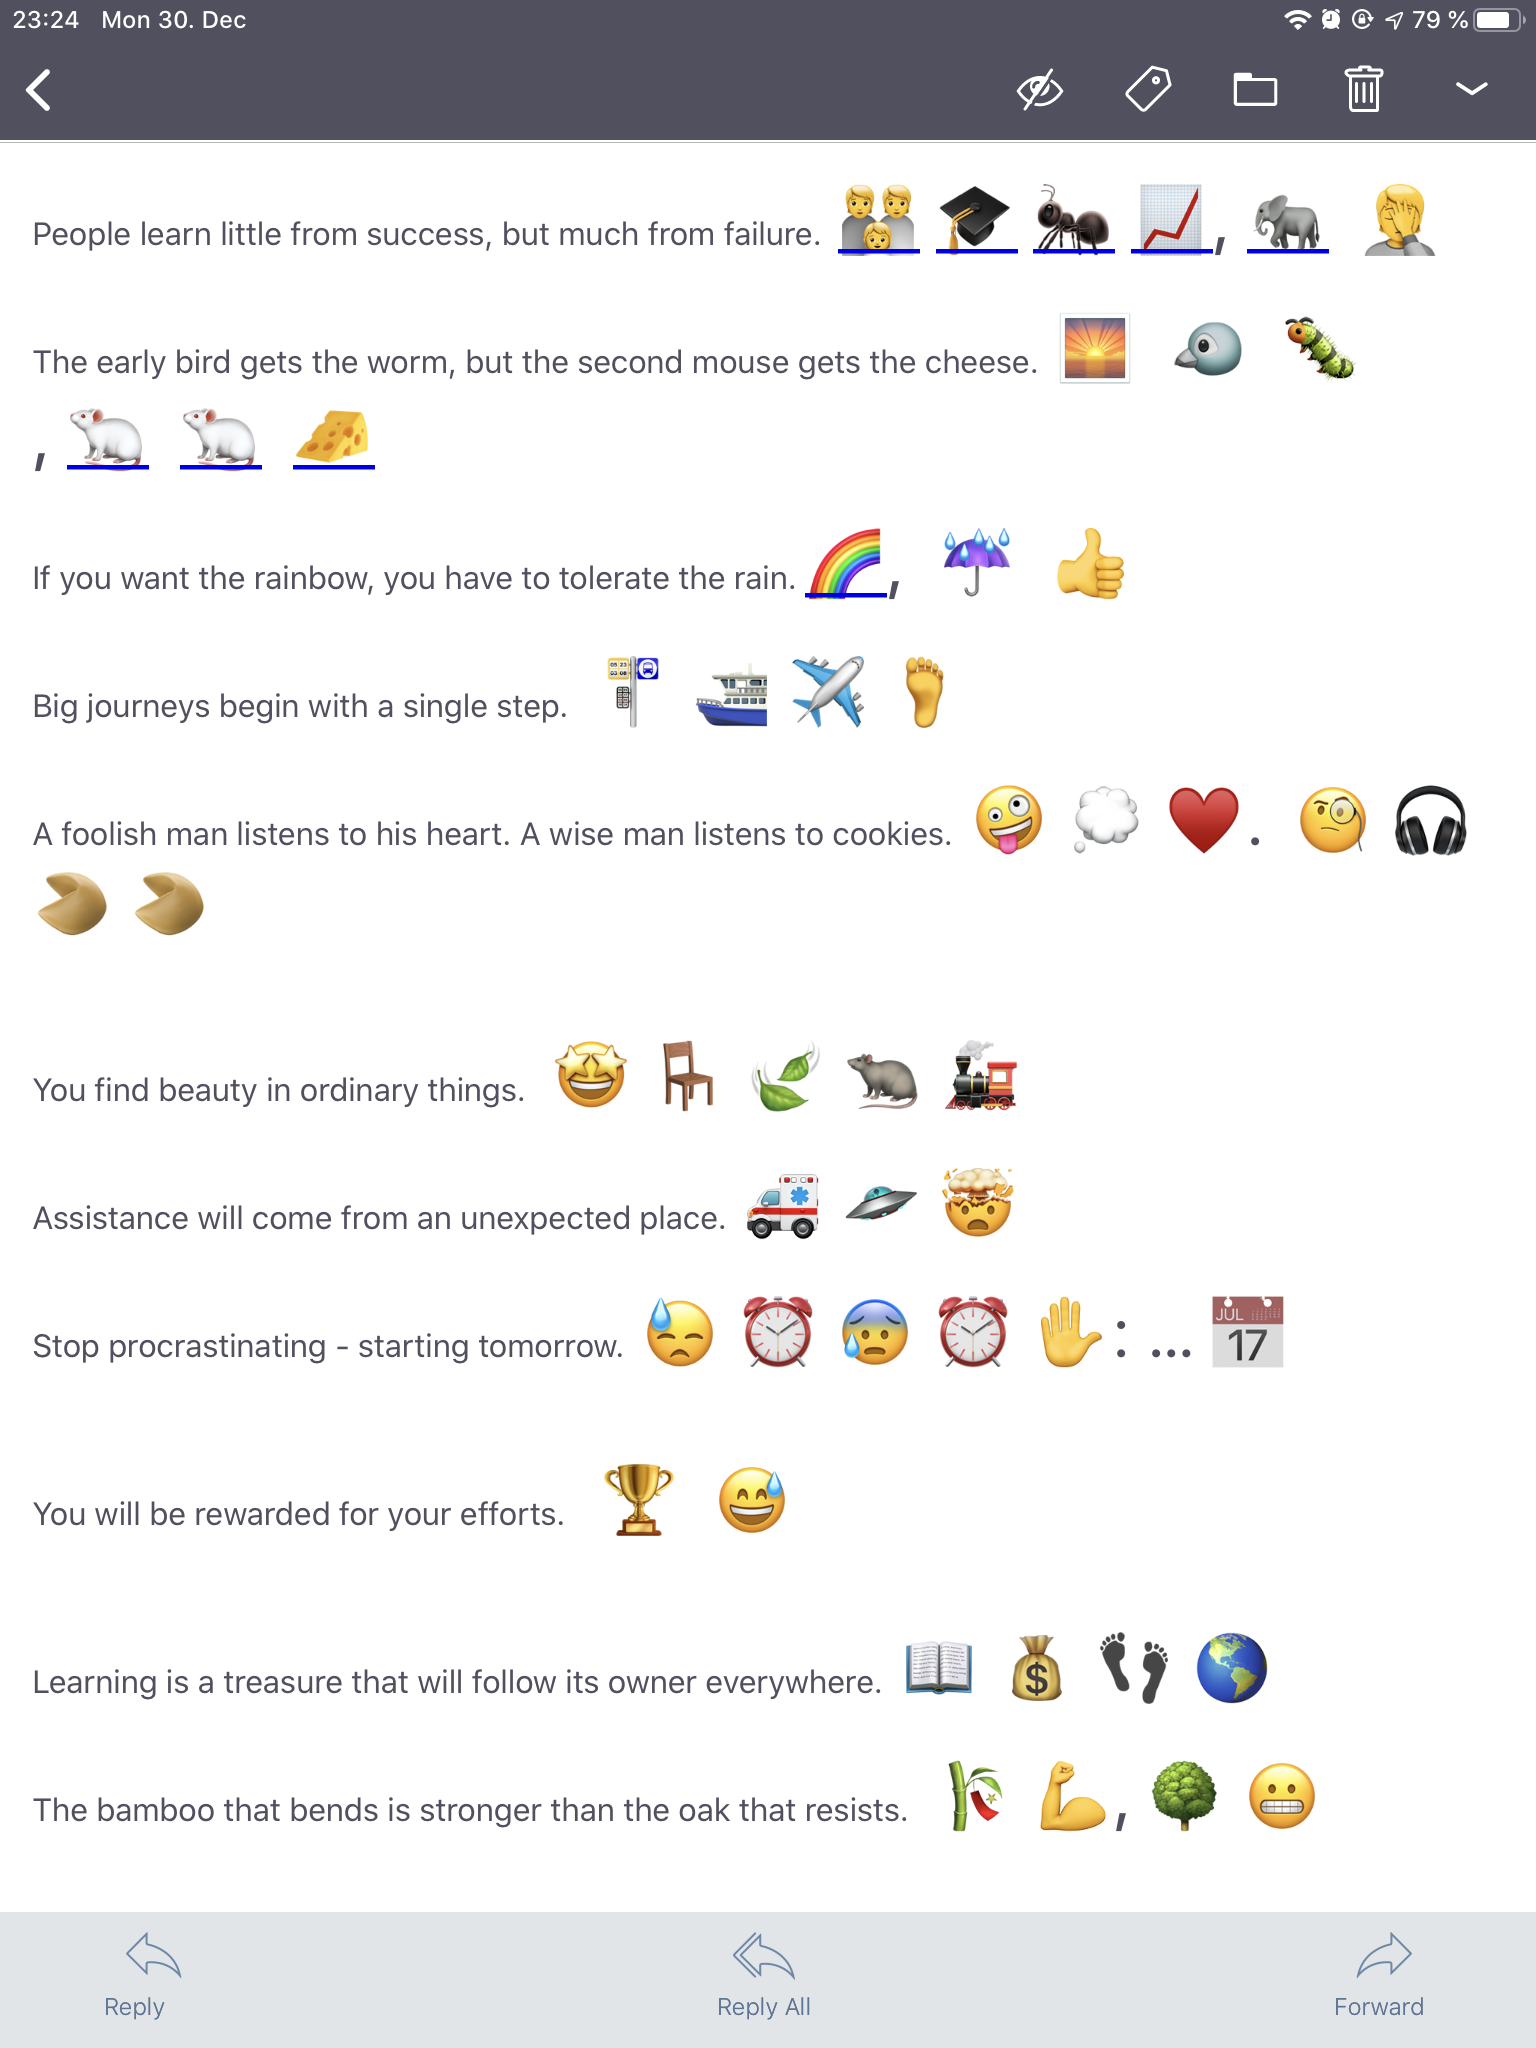 23:24 Mon 30. Dec 79 %
People learn little from success, but much from failure. 👪 🎓 🐜 📈, 🐘 🤦
The early bird gets the worm, but the second mouse gets the cheese. 🌅 🐦 🐛
, 🐁 🐁 🧀
If you want the rainbow, you have to tolerate the rain. 🌈, ☔ 👍
Big journeys begin with a single step. 🚏 🛥 ✈️ 🦶
A foolish man listens to his heart. A wise man listens to cookies. 🤪 💭 ❤️. 🧐 🎧
🥠 🥠
You find beauty in ordinary things. 🤩 🪑 🍃 🐀 🚂
Assistance will come from an unexpected place. 🚑 🛸 🤯
Stop procrastinating - starting tomorrow. 😓 ⏰ 😰 ⏰ ✋: ... 📅 JUL 17
You will be rewarded for your efforts. 🏆 😅
Learning is a treasure that will follow its owner everywhere. 📖 💰 👣 🌎
The bamboo that bends is stronger than the oak that resists. 🎋 💪, 🌳 😬
Reply Reply All Forward